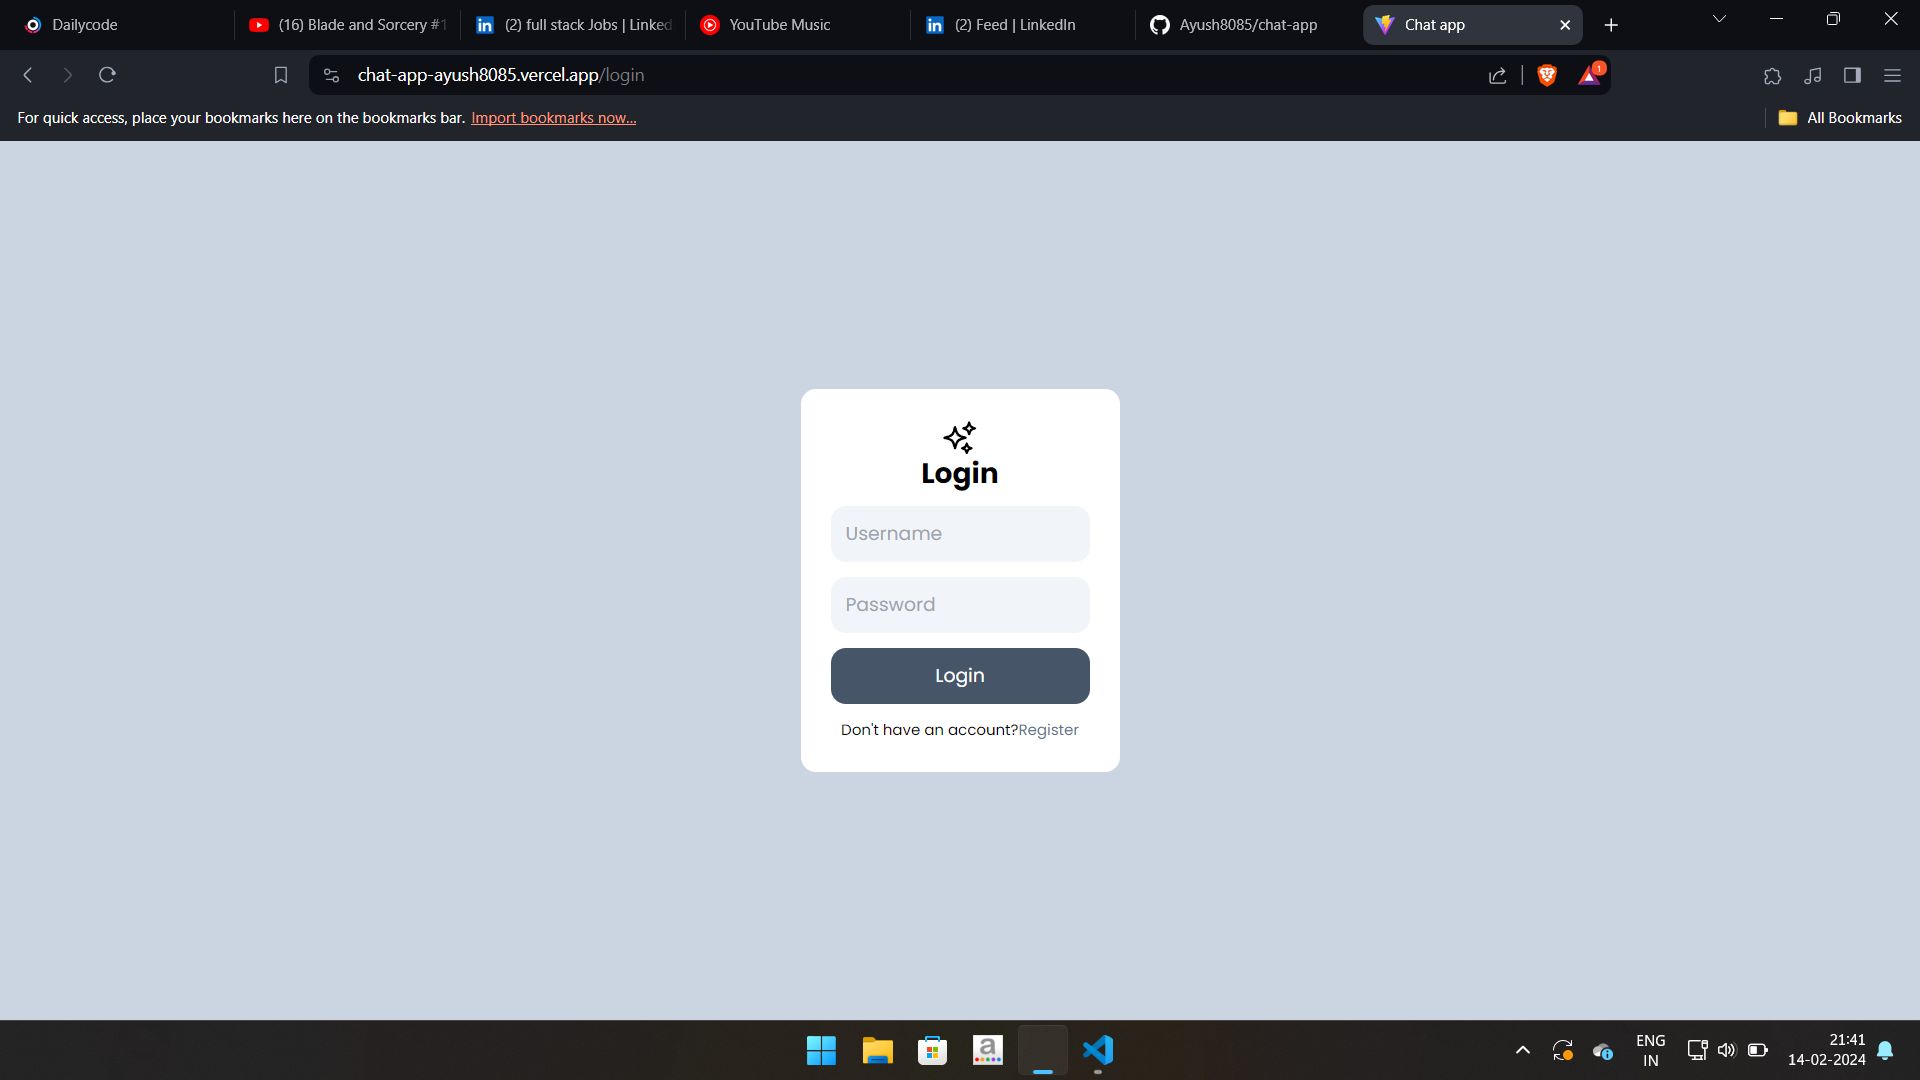 Dailycode
(16) Blade and Sorcery #1
(2) full stack Jobs | Linked
YouTube Music
(2) Feed | LinkedIn
Ayush8085/chat-app
Chat app
chat-app-ayush8085.vercel.app/login
1
For quick access, place your bookmarks here on the bookmarks bar. Import bookmarks now...
All Bookmarks
Login
Username
Password
Login
Don't have an account?Register
ENG
IN
21:41
14-02-2024